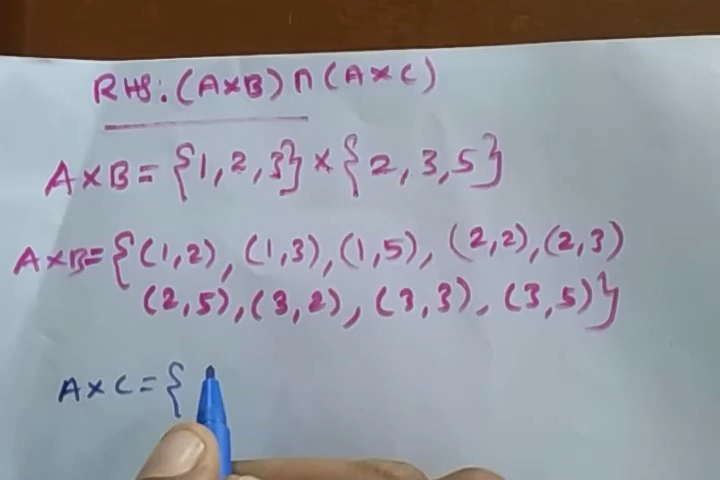 RHS: (A×B) ∩ (A×C)
A×B = {1, 2, 3} × {2, 3, 5}
A×B = {(1,2), (1,3), (1,5), (2,2), (2,3)
(2,5), (3,2), (3,3), (3,5)}
A×C = {